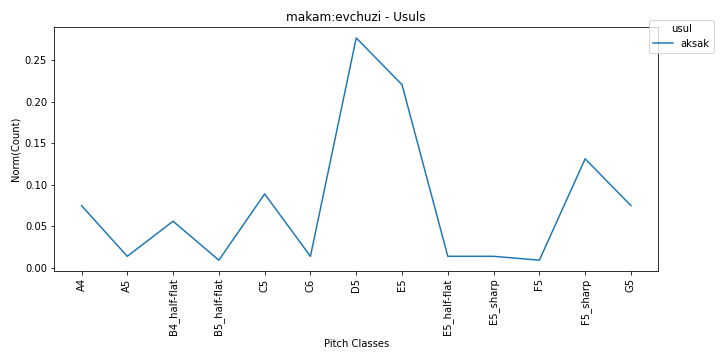 makam:evchuzi - Usuls
usul
aksak
Norm(Count)
0.25
0.20
0.15
0.10
0.05
0.00
A4
A5
B4_half-flat
B5_half-flat
C5
C6
D5
E5
E5_half-flat
E5_sharp
F5
F5_sharp
G5
Pitch Classes